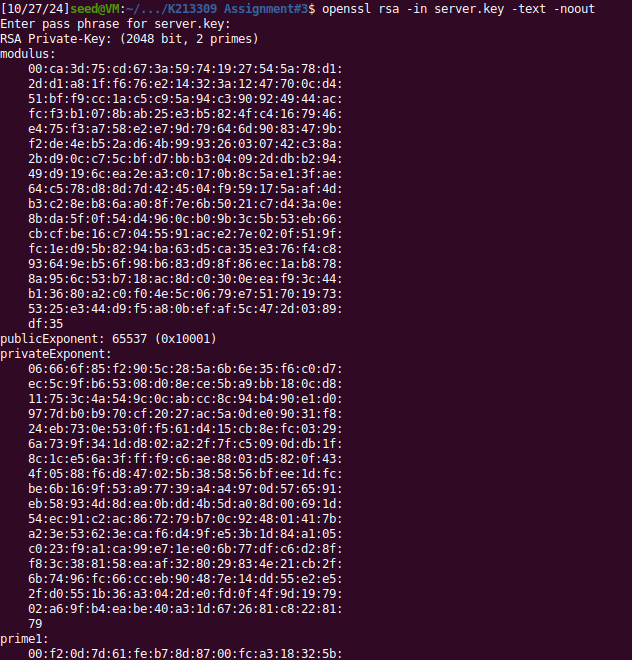 [10/27/24]seed@VM:~/.../K213309 Assignment#3$ openssl rsa -in server.key -text -noout
Enter pass phrase for server.key:
RSA Private-Key: (2048 bit, 2 primes)
modulus:
00:ca:3d:75:cd:67:3a:59:74:19:27:54:5a:78:d1:
2d:d1:a8:1f:f6:76:e2:14:32:3a:12:47:70:0c:d4:
51:bf:f9:cc:1a:c5:c9:5a:94:c3:90:92:49:44:ac:
fc:f3:b1:07:8b:ab:25:e3:b5:82:4f:c4:16:79:46:
e4:75:f3:a7:58:e2:e7:9d:79:64:6d:90:83:47:9b:
f2:de:4e:b5:2a:d6:4b:99:93:26:03:07:42:c3:8a:
2b:d9:0c:c7:5c:bf:d7:bb:b3:04:09:2d:db:b2:94:
49:d9:19:6c:ea:2e:a3:c0:17:0b:8c:5a:e1:3f:ae:
64:c5:78:d8:8d:7d:42:45:04:f9:59:17:5a:af:4d:
b3:c2:8e:b8:6a:a0:8f:7e:6b:50:21:c7:d4:3a:0e:
8b:da:5f:0f:54:d4:96:0c:b0:9b:3c:5b:53:eb:66:
cb:cf:be:16:c7:04:55:91:ac:e2:7e:02:0f:51:9f:
fc:1e:d9:5b:82:94:ba:63:d5:ca:35:e3:76:f4:c8:
93:64:9e:b5:6f:98:b6:83:d9:8f:86:ec:1a:b8:78:
8a:95:6c:53:b7:18:ac:8d:c0:30:0e:ea:f9:3c:44:
b1:36:80:a2:c0:f0:4e:5c:06:79:e7:51:70:19:73:
53:25:e3:44:d9:f5:a8:0b:ef:af:5c:47:2d:03:89:
df:35
publicExponent: 65537 (0x10001)
privateExponent:
06:66:6f:85:f2:90:5c:28:5a:6b:6e:35:f6:c0:d7:
ec:5c:9f:b6:53:08:d0:8e:ce:5b:a9:bb:18:0c:d8:
11:75:3c:4a:54:9c:0c:ab:cc:8c:94:b4:90:e1:d0:
97:7d:b0:b9:70:cf:20:27:ac:5a:0d:e0:90:31:f8:
24:eb:73:0e:53:0f:f5:61:d4:15:cb:8e:fc:03:29:
6a:73:9f:34:1d:d8:02:a2:2f:7f:c5:09:0d:db:1f:
8c:1c:e5:6a:3f:ff:f9:c6:ae:88:03:d5:82:0f:43:
4f:05:88:f6:d8:47:02:5b:38:58:56:bf:ee:1d:fc:
be:6b:16:9f:53:a9:77:39:a4:a4:97:0d:57:65:91:
eb:58:93:4d:8d:ea:0b:dd:4b:5d:a0:8d:00:69:1d:
54:ec:91:c2:ac:86:72:79:b7:0c:92:48:01:41:7b:
a2:3e:53:62:3e:ca:f6:d4:9f:e5:3b:1d:84:a1:05:
c0:23:f9:a1:ca:99:e7:1e:e0:6b:77:df:c6:d2:8f:
f8:3c:38:81:58:ea:af:32:80:29:83:4e:21:cb:2f:
6b:74:96:fc:66:cc:eb:90:48:7e:14:dd:55:e2:e5:
2f:d0:55:1b:36:a3:04:2d:e0:fd:0f:4f:9d:19:79:
02:a6:9f:b4:ea:be:40:a3:1d:67:26:81:c8:22:81:
79
prime1:
00:f2:0d:7d:61:fe:b7:8d:87:00:fc:a3:18:32:5b: